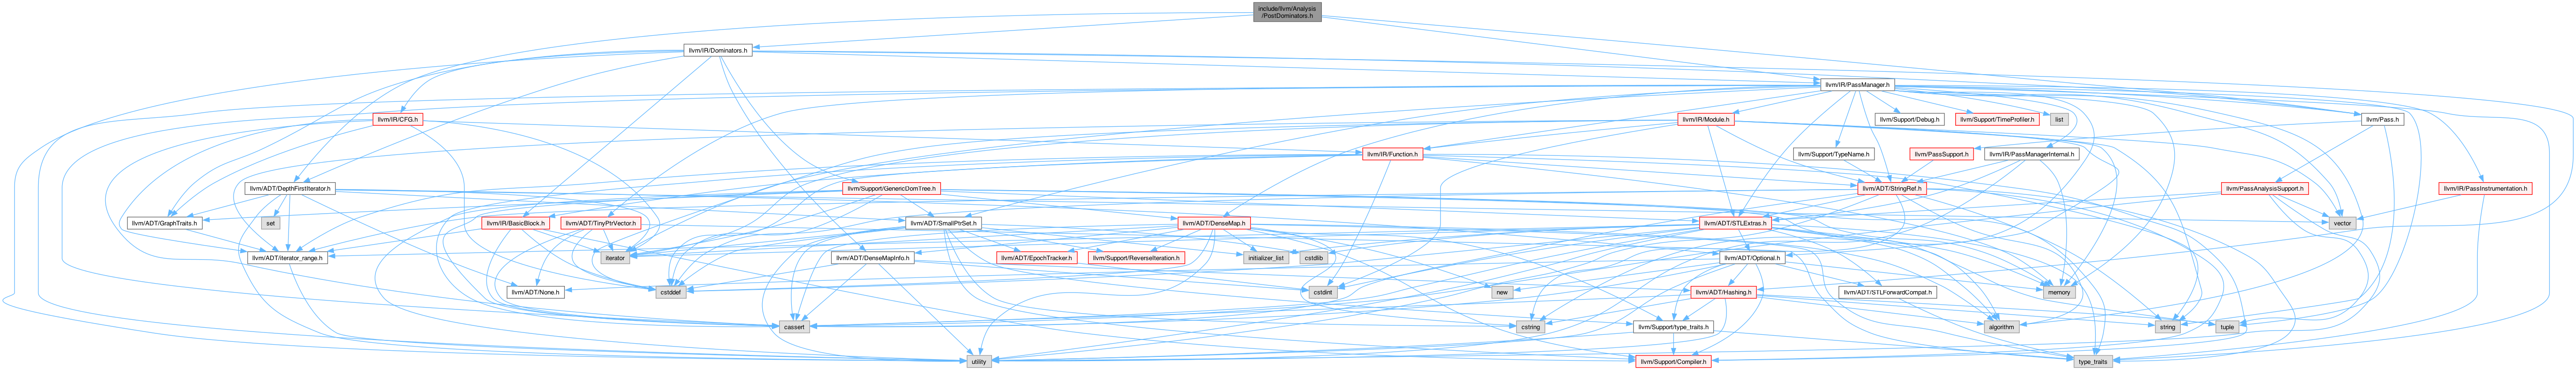 include/llvm/Analysis
/PostDominators.h
llvm/IR/Dominators.h
llvm/IR/PassManager.h
llvm/IR/CFG.h
llvm/IR/Module.h
llvm/Support/Debug.h
llvm/Support/TimeProfiler.h
list
llvm/Pass.h
llvm/IR/Function.h
llvm/Support/TypeName.h
llvm/PassSupport.h
llvm/IR/PassManagerInternal.h
llvm/ADT/DepthFirstIterator.h
llvm/Support/GenericDomTree.h
llvm/ADT/StringRef.h
llvm/PassAnalysisSupport.h
llvm/IR/PassInstrumentation.h
llvm/ADT/GraphTraits.h
set
llvm/IR/BasicBlock.h
llvm/ADT/TinyPtrVector.h
llvm/ADT/SmallPtrSet.h
llvm/ADT/DenseMap.h
llvm/ADT/STLExtras.h
vector
llvm/ADT/iterator_range.h
iterator
llvm/ADT/DenseMapInfo.h
llvm/ADT/EpochTracker.h
llvm/Support/ReverseIteration.h
initializer_list
cstdlib
llvm/ADT/Optional.h
llvm/ADT/None.h
cstddef
cstdint
new
llvm/ADT/Hashing.h
llvm/ADT/STLForwardCompat.h
memory
cassert
cstring
llvm/Support/type_traits.h
algorithm
string
tuple
utility
llvm/Support/Compiler.h
type_traits